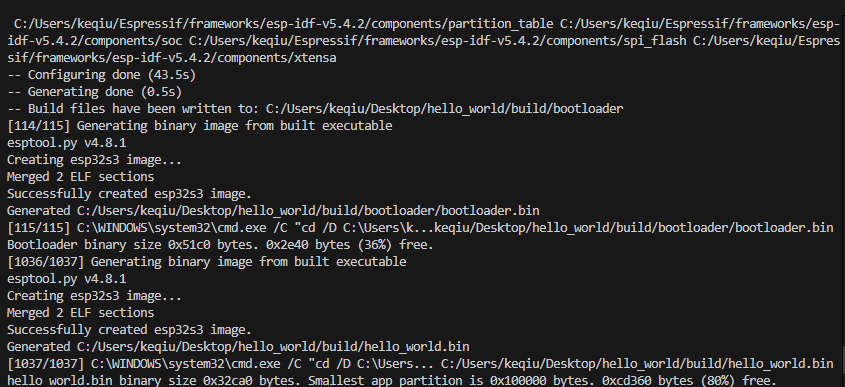 C:/Users/keqiu/Espressif/frameworks/esp-idf-v5.4.2/components/partition_table C:/Users/keqiu/Espressif/frameworks/esp-
idf-v5.4.2/components/soc C:/Users/keqiu/Espressif/frameworks/esp-idf-v5.4.2/components/spi_flash C:/Users/keqiu/Espres
sif/frameworks/esp-idf-v5.4.2/components/xtensa
-- Configuring done (43.5s)
-- Generating done (0.5s)
-- Build files have been written to: C:/Users/keqiu/Desktop/hello_world/build/bootloader
[114/115] Generating binary image from built executable
esptool.py v4.8.1
Creating esp32s3 image...
Merged 2 ELF sections
Successfully created esp32s3 image.
Generated C:/Users/keqiu/Desktop/hello_world/build/bootloader/bootloader.bin
[115/115] C:\WINDOWS\system32\cmd.exe /C "cd /D C:\Users\k...keqiu/Desktop/hello_world/build/bootloader/bootloader.bin
Bootloader binary size 0x51c0 bytes. 0x2e40 bytes (36%) free.
[1036/1037] Generating binary image from built executable
esptool.py v4.8.1
Creating esp32s3 image...
Merged 2 ELF sections
Successfully created esp32s3 image.
Generated C:/Users/keqiu/Desktop/hello_world/build/hello_world.bin
[1037/1037] C:\WINDOWS\system32\cmd.exe /C "cd /D C:\Users... C:/Users/keqiu/Desktop/hello_world/build/hello_world.bin
hello_world.bin binary size 0x32ca0 bytes. Smallest app partition is 0x100000 bytes. 0xcd360 bytes (80%) free.